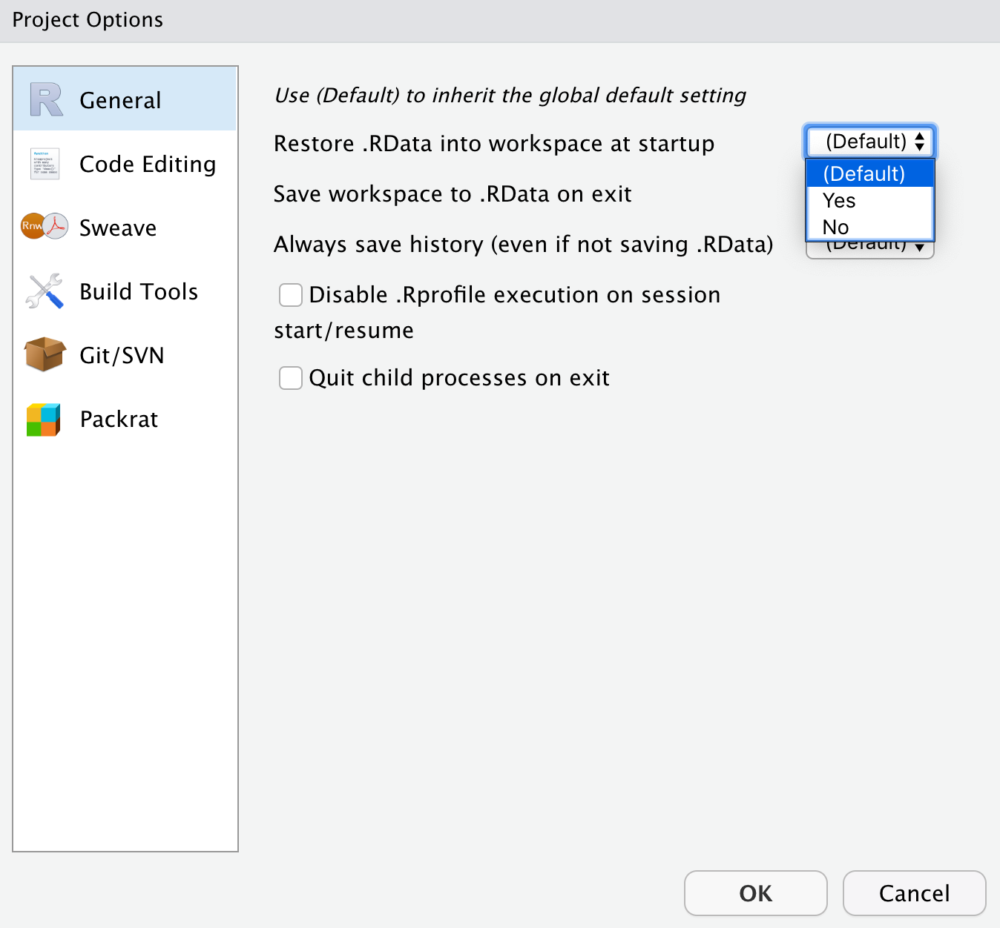 Project Options
General
Code Editing
Rnw
Sweave
Build Tools
Git/SVN
Packrat
Use (Default) to inherit the global default setting
Restore .RData into workspace at startup
(Default)
(Default)
Yes
No
Save workspace to .RData on exit
Always save history (even if not saving .RData)
(Default)
Disable .Rprofile execution on session
start/resume
Quit child processes on exit
OK
Cancel